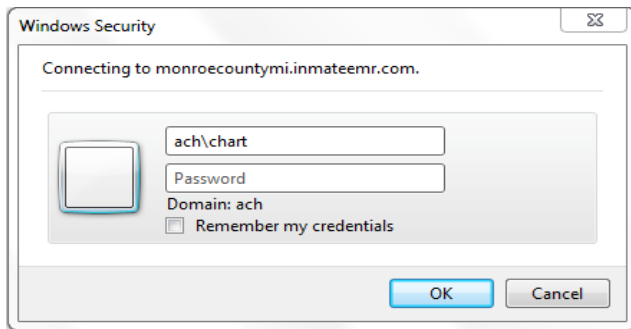 Windows Security
Connecting to monroecountymi.inmateemr.com.
ach\chart
Password
Domain: ach
Remember my credentials
OK
Cancel